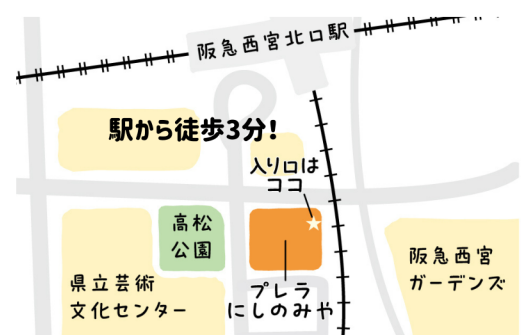 阪急西宮北口駅
駅から徒歩3分!
入り口は
ココ
高松
公園
阪急西宮
ガーデンズ
県立芸術
文化センター
プレラ
にしのみや